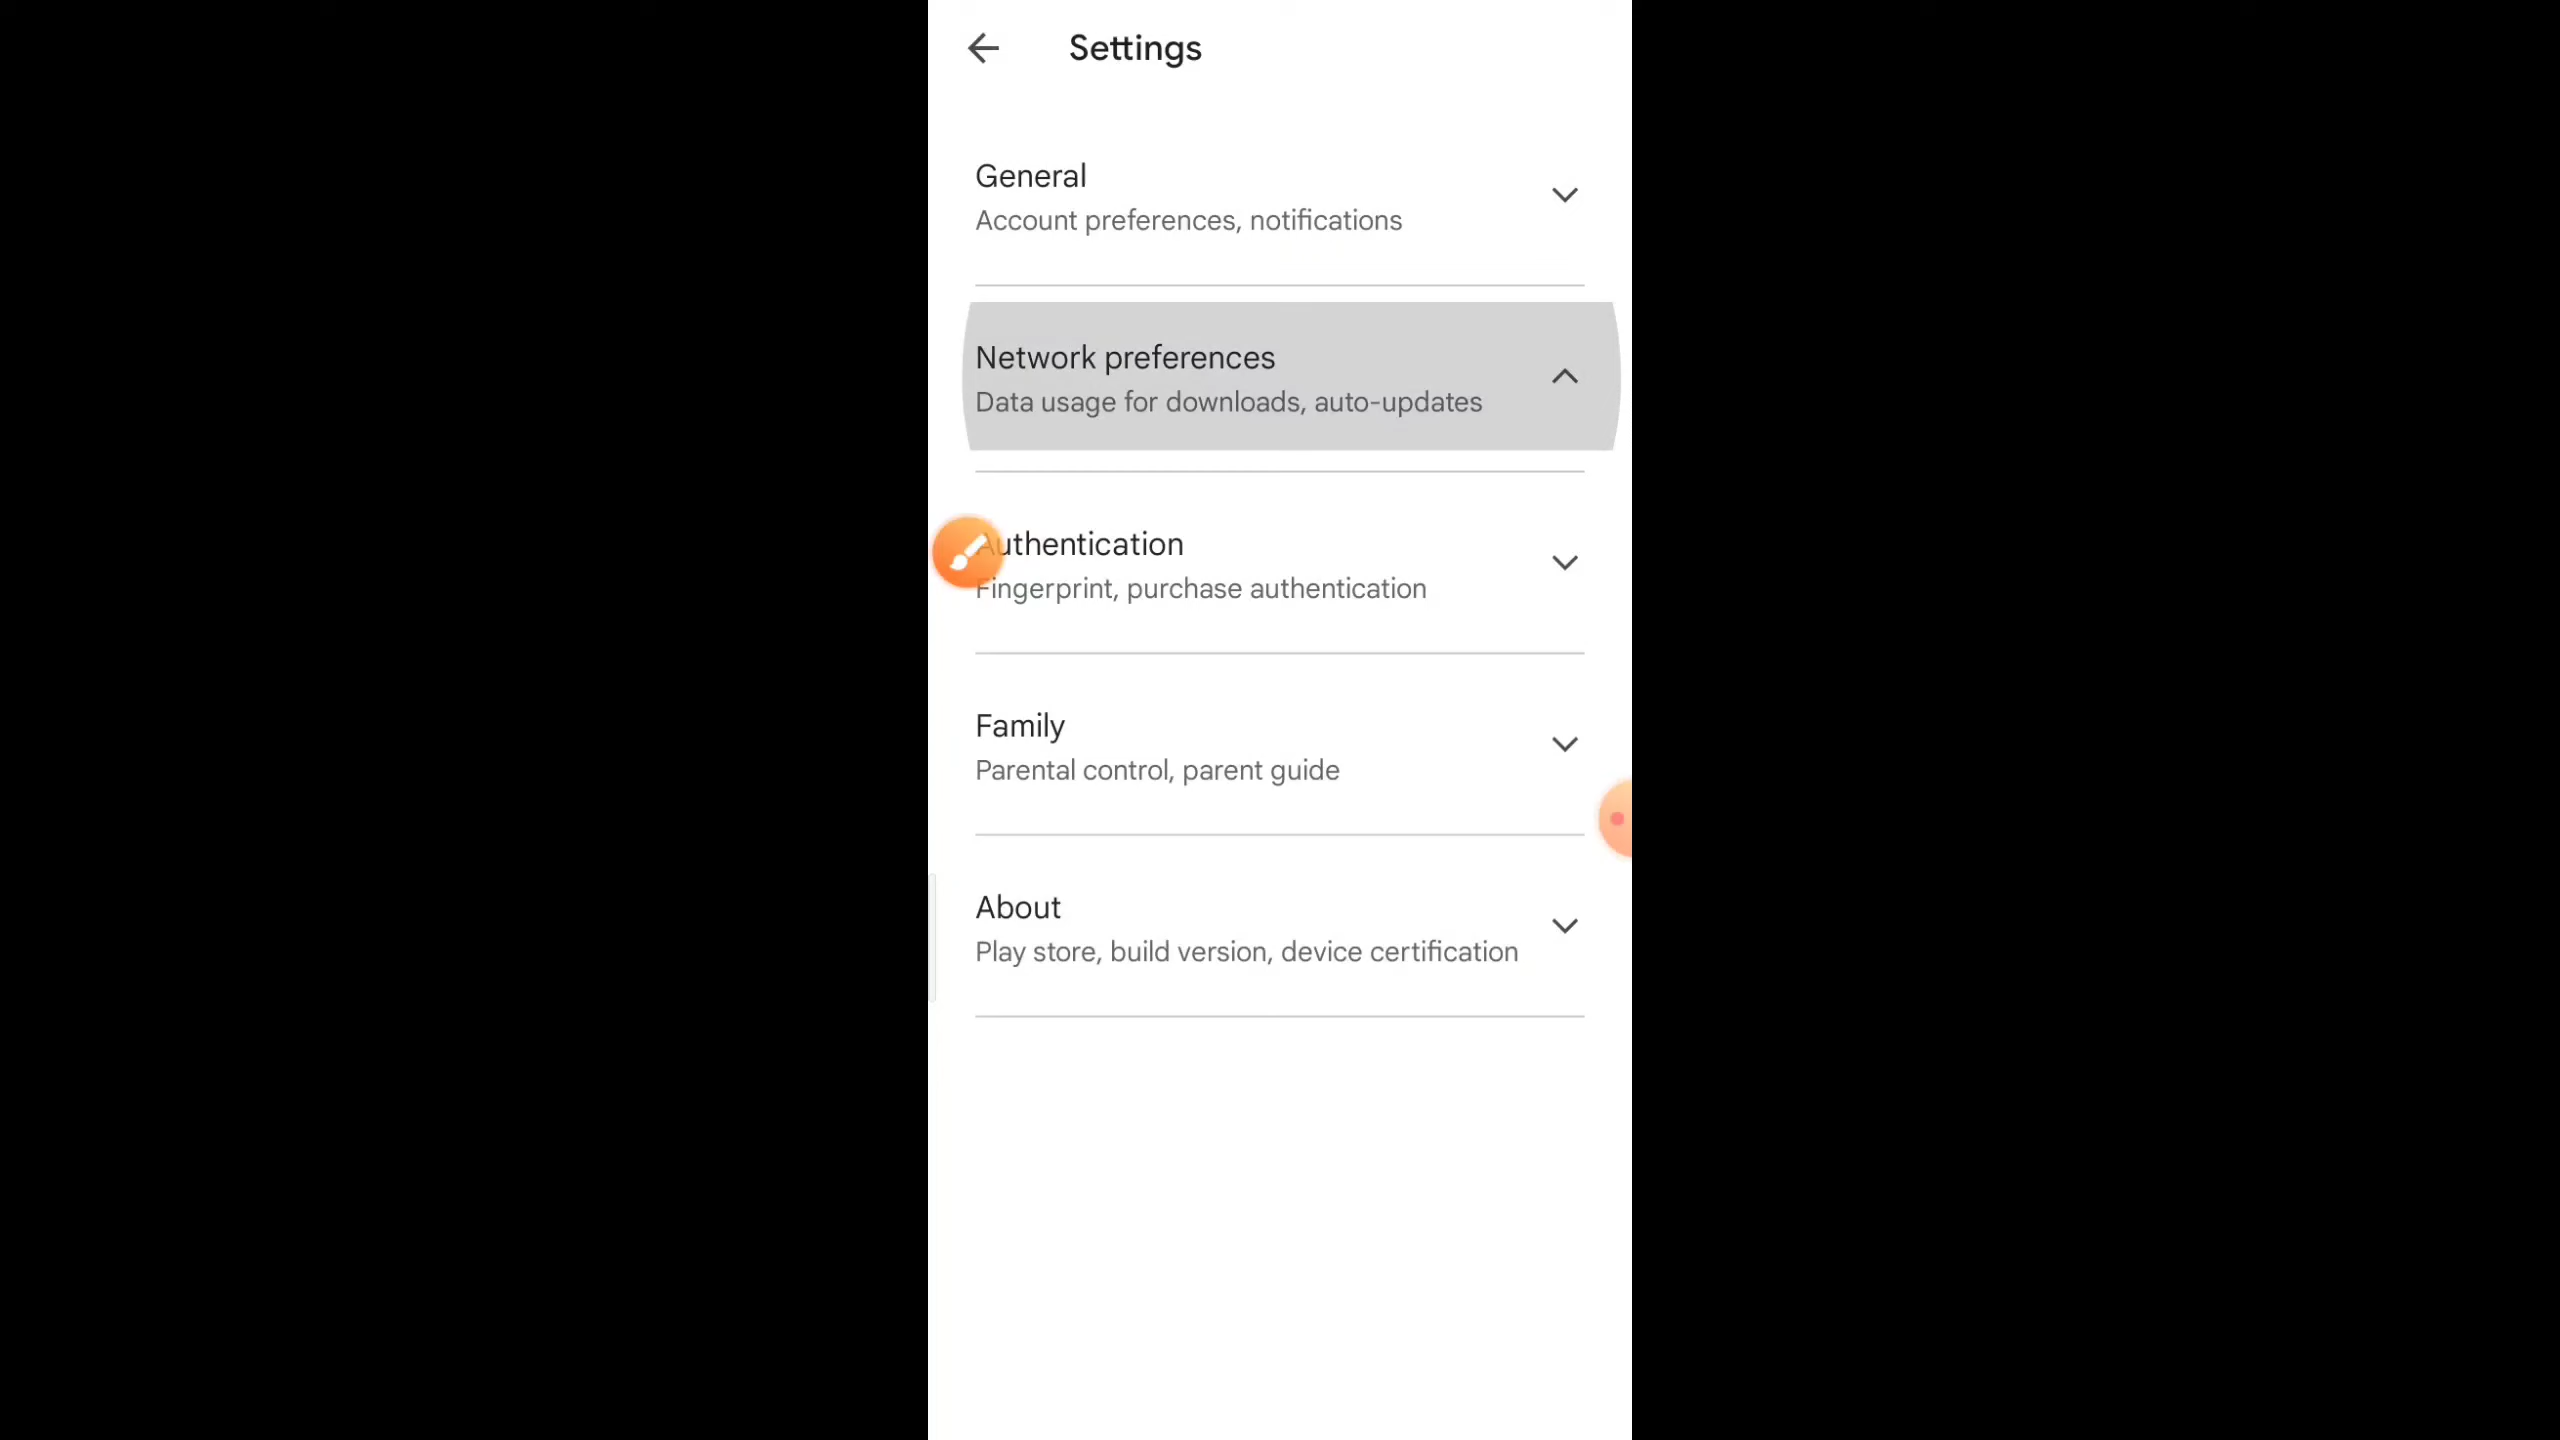 Settings
General
Account preferences, notifications
Network preferences
Data usage for downloads, auto-updates
Authentication
Fingerprint, purchase authentication
Family
Parental control, parent guide
About
Play store, build version, device certification